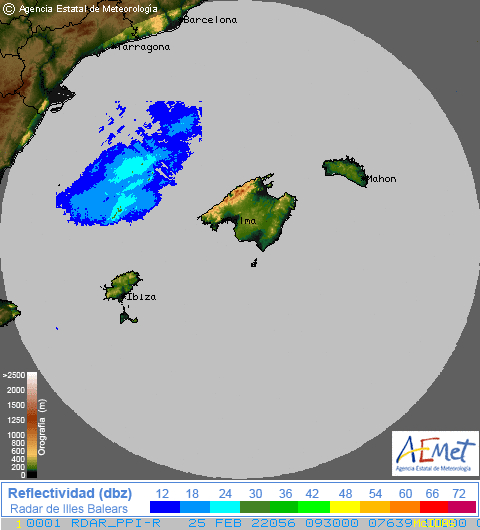 © Agencia Estatal de Meteorología
Barcelona
Tarragona
Mahon
lma
Ibiza
>2500
2000
1500
1000
800
600
400
200
0
Orografía (m)
AEmet
Agencia Estatal de Meteorología
Reflectividad (dbz)
Radar de Illes Balears
12 18 24 30 36 42 48 54 60 66 72
1 0001 RDAR_PPI-R 25 FEB 22056 093000 07639